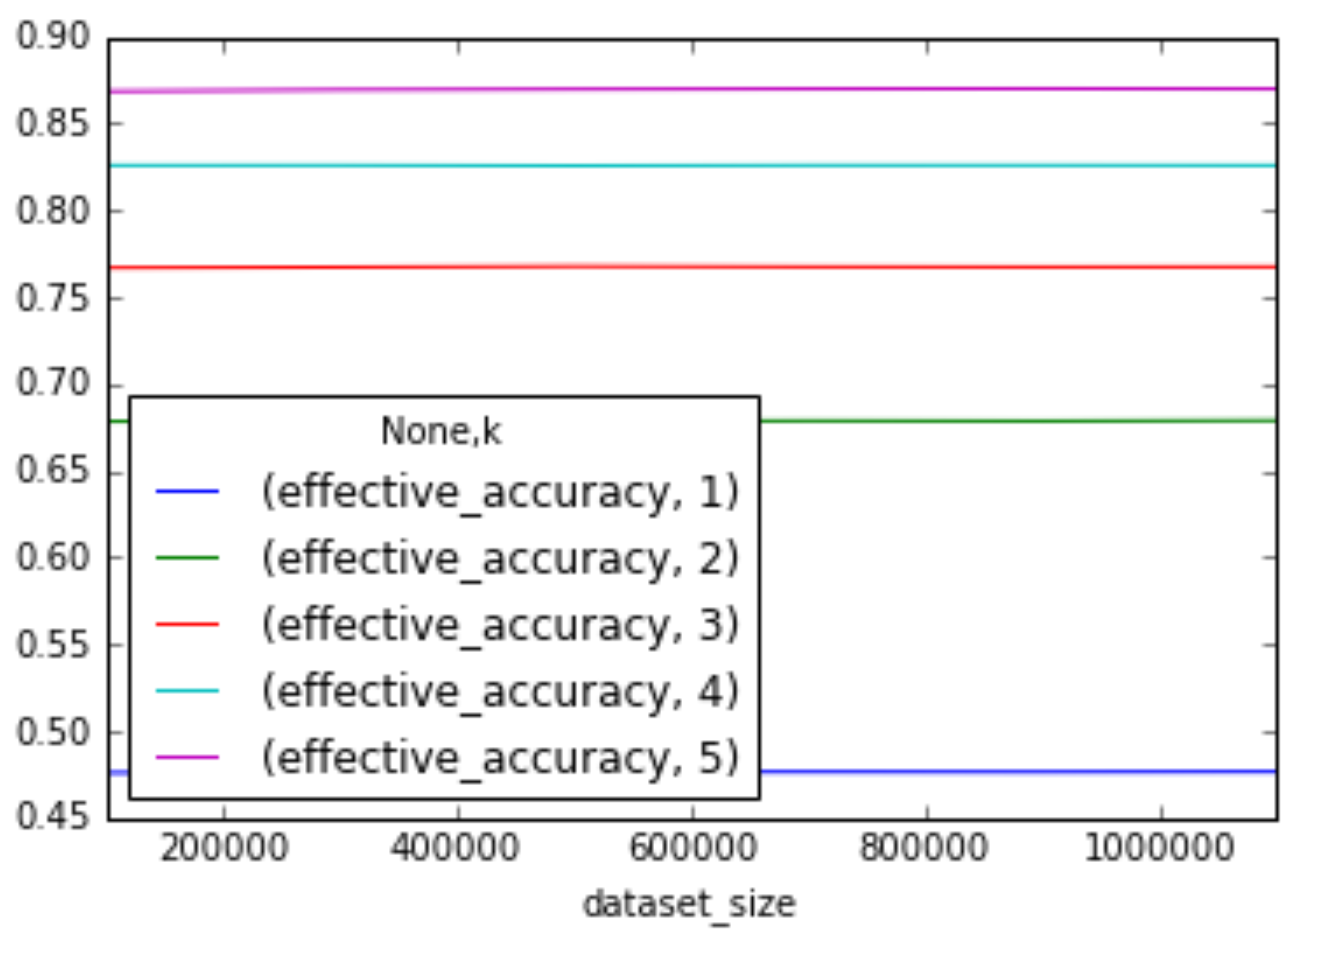 0.90
0.85
0.80
0.75
0.70
0.65
0.60
0.55
0.50
0.45
None,k
(effective_accuracy, 1)
(effective_accuracy, 2)
(effective_accuracy, 3)
(effective_accuracy, 4)
(effective_accuracy, 5)
200000 400000 600000 800000 1000000
dataset_size